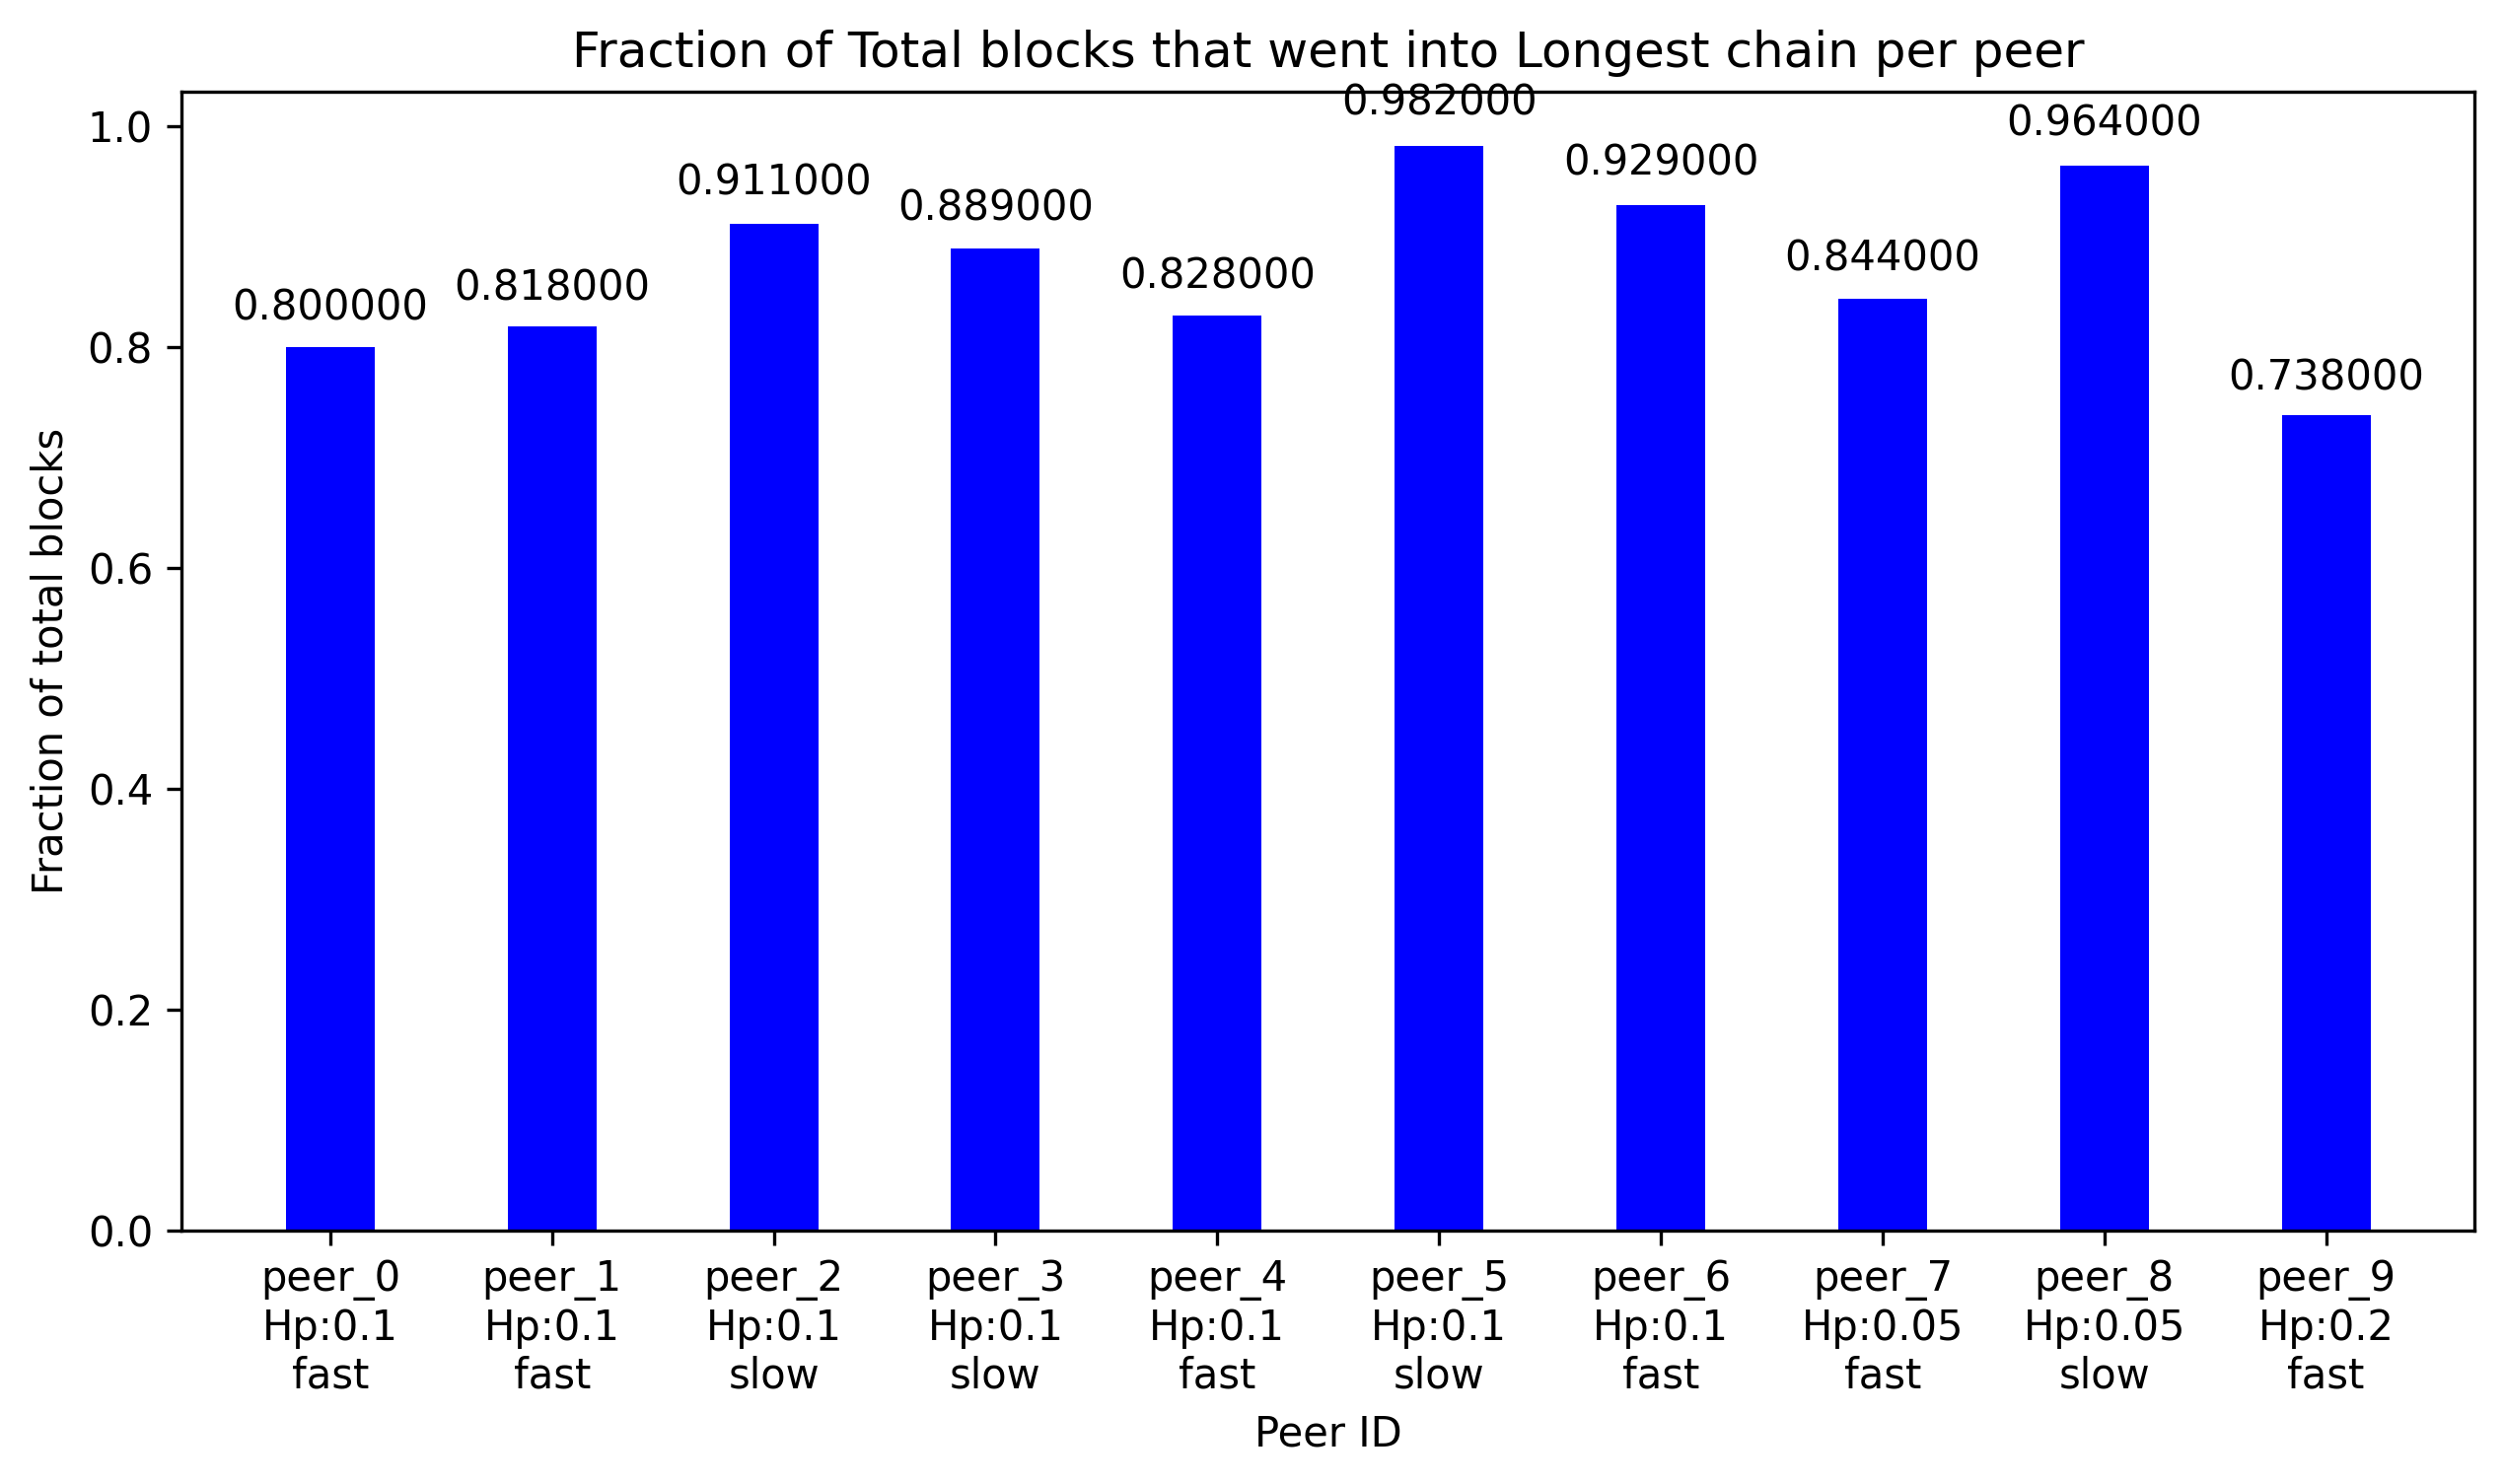 Fraction of Total blocks that went into Longest chain per peer
Fraction of total blocks
1.0
0.8
0.6
0.4
0.2
0.0
0.800000
0.818000
0.911000
0.889000
0.828000
0.982000
0.929000
0.844000
0.964000
0.738000
peer_0
Hp:0.1
fast
peer_1
Hp:0.1
fast
peer_2
Hp:0.1
slow
peer_3
Hp:0.1
slow
peer_4
Hp:0.1
fast
peer_5
Hp:0.1
slow
peer_6
Hp:0.1
fast
peer_7
Hp:0.05
fast
peer_8
Hp:0.05
slow
peer_9
Hp:0.2
fast
Peer ID